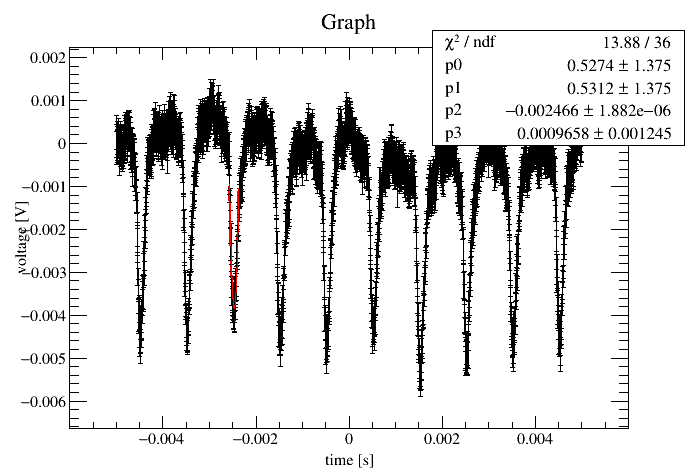 Graph
χ² / ndf 13.88 / 36
p0 0.5274 ± 1.375
p1 0.5312 ± 1.375
p2 −0.002466 ± 1.882e−06
p3 0.0009658 ± 0.001245
0.002
0.001
0
−0.001
−0.002
−0.003
−0.004
−0.005
−0.006
voltage [V]
−0.004 −0.002 0 0.002 0.004
time [s]